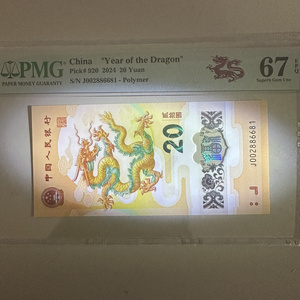 PMG
PAPER MONEY GUARANTY
China "Year of the Dragon"
Pick# 920 2024 20 Yuan
S/N J002886681 - Polymer
67 EPQ
Superb Gem Unc
中国人民银行
贰拾圆
20
J002886681